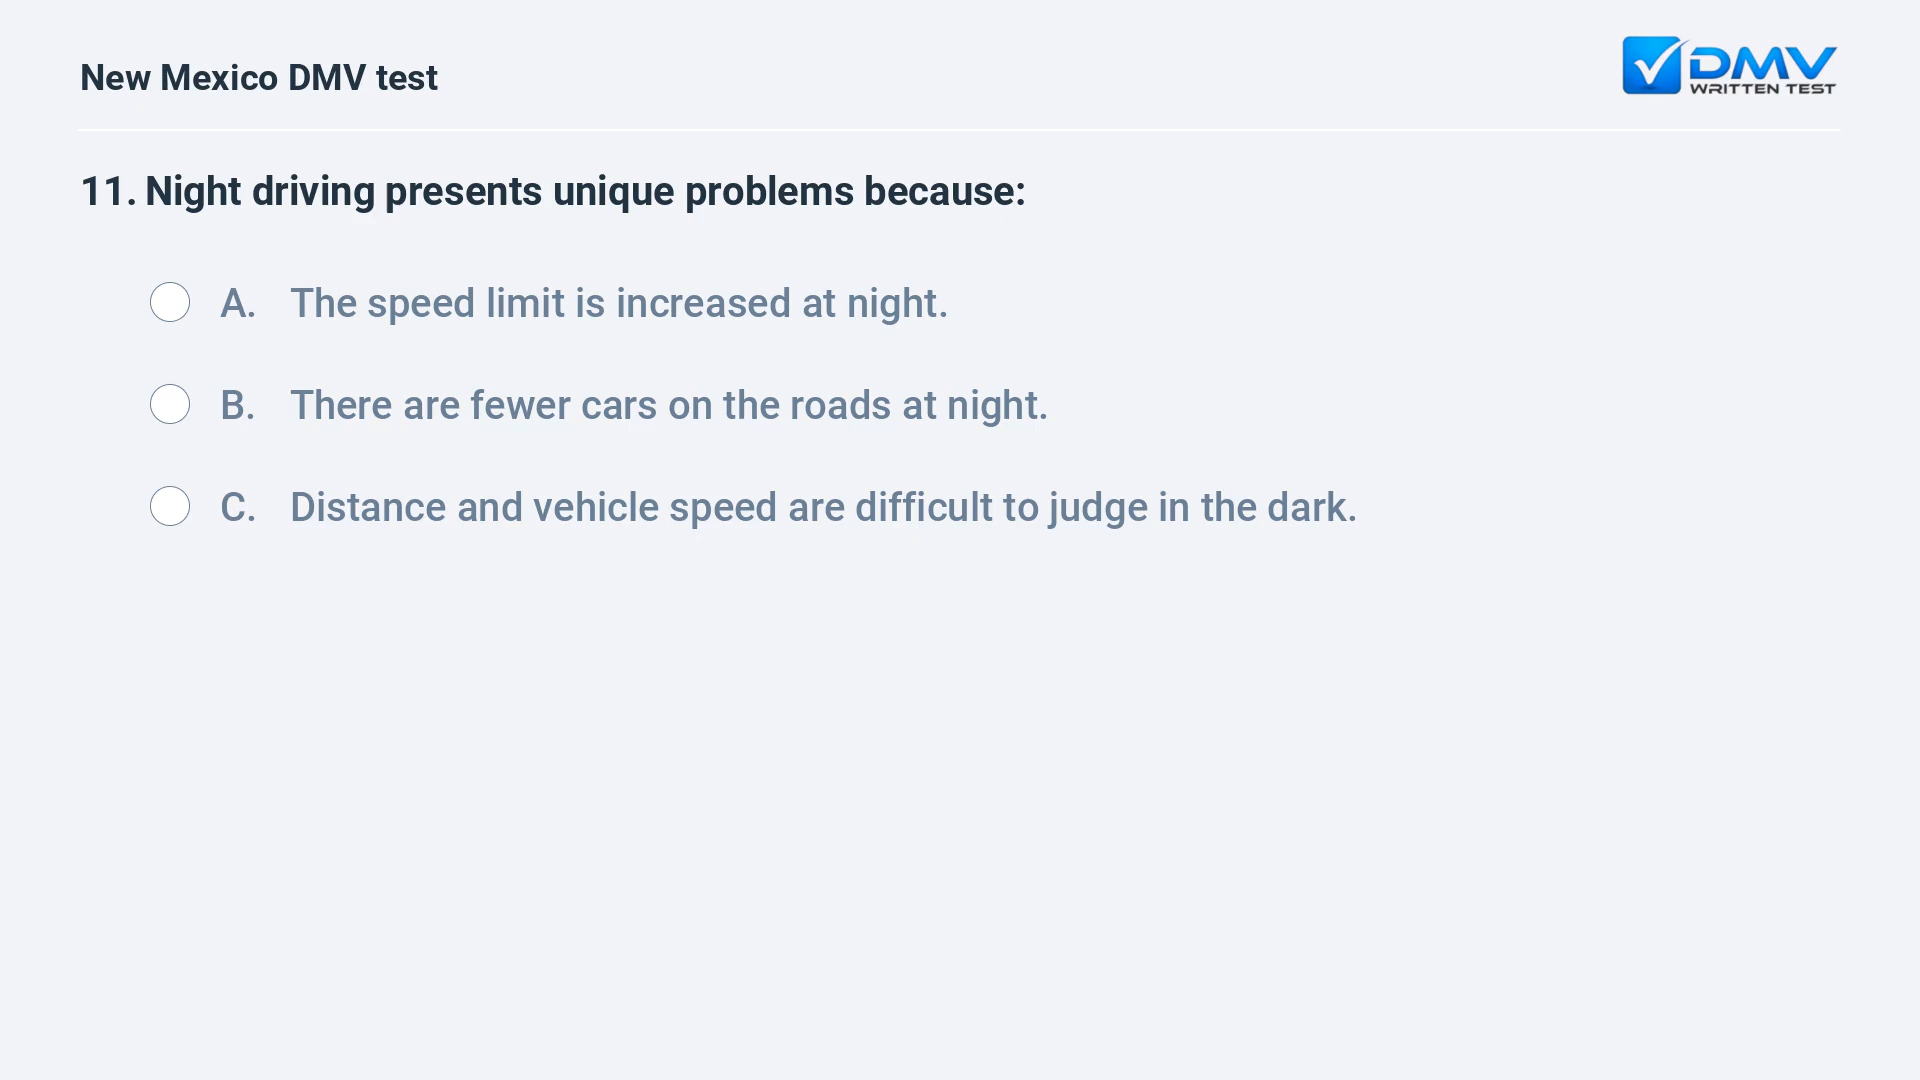 New Mexico DMV test
DMV
WRITTEN TEST
11. Night driving presents unique problems because:
A. The speed limit is increased at night.
B. There are fewer cars on the roads at night.
C. Distance and vehicle speed are difficult to judge in the dark.